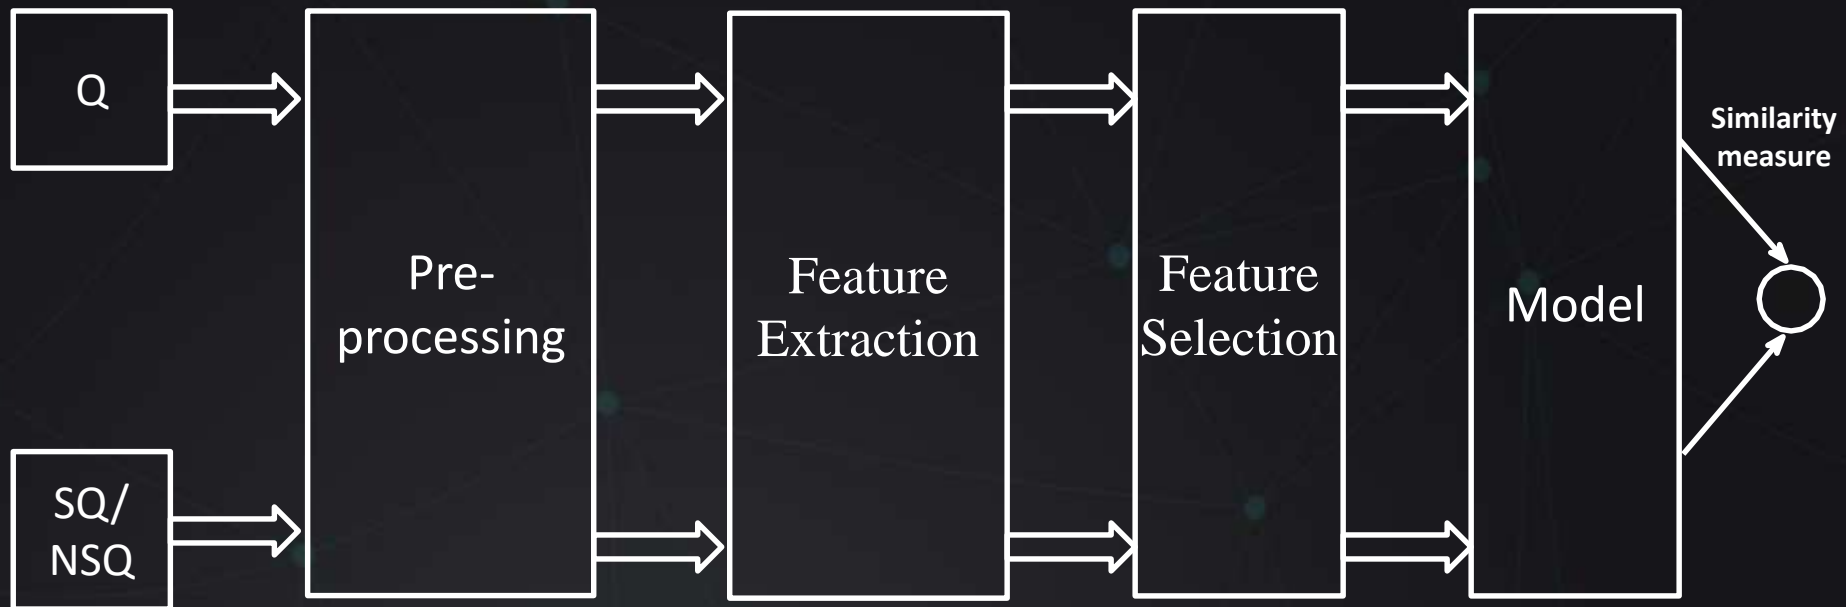 Q
SQ/
NSQ
Pre-
processing
Feature
Extraction
Feature
Selection
Model
Similarity
measure